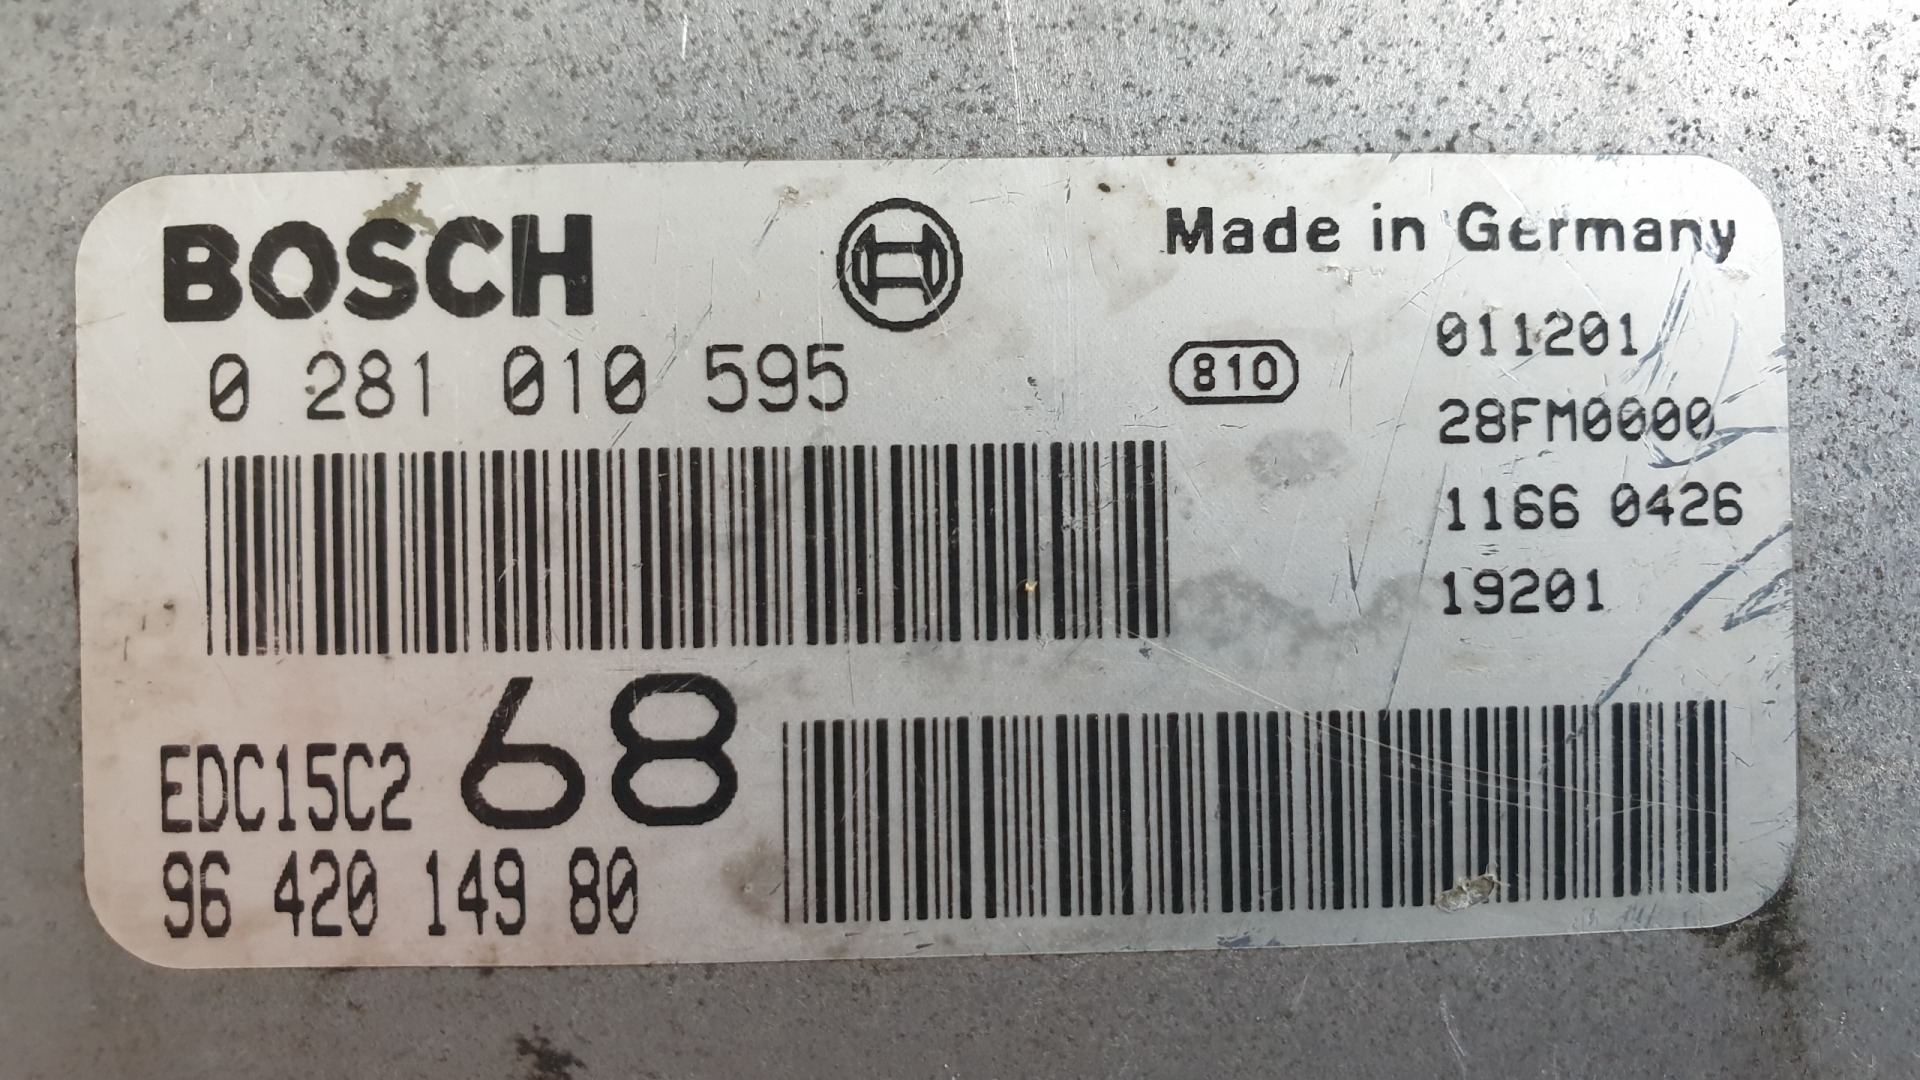 BOSCH
Made in Germany
0 281 010 595
810
011201
28FM0000
1166 0426
19201
EDC15C2 68
96 420 149 80